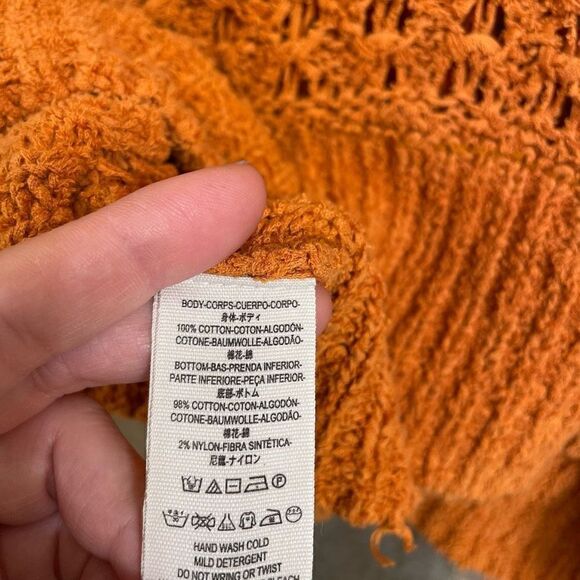 BODY-CORPS-CUERPO-CORPO-
身体-ボディ
100% COTTON-COTON-ALGODÓN-
COTONE-BAUMWOLLE-ALGODÃO-
棉花-綿
BOTTOM-BAS-PRENDA INFERIOR-
PARTE INFERIORE-PEÇA INFERIOR-
底部-ボトム
98% COTTON-COTON-ALGODÓN-
COTONE-BAUMWOLLE-ALGODÃO-
棉花-綿
2% NYLON-FIBRA SINTÉTICA-
尼龍-ナイロン
HAND WASH COLD
MILD DETERGENT
DO NOT WRING OR TWIST